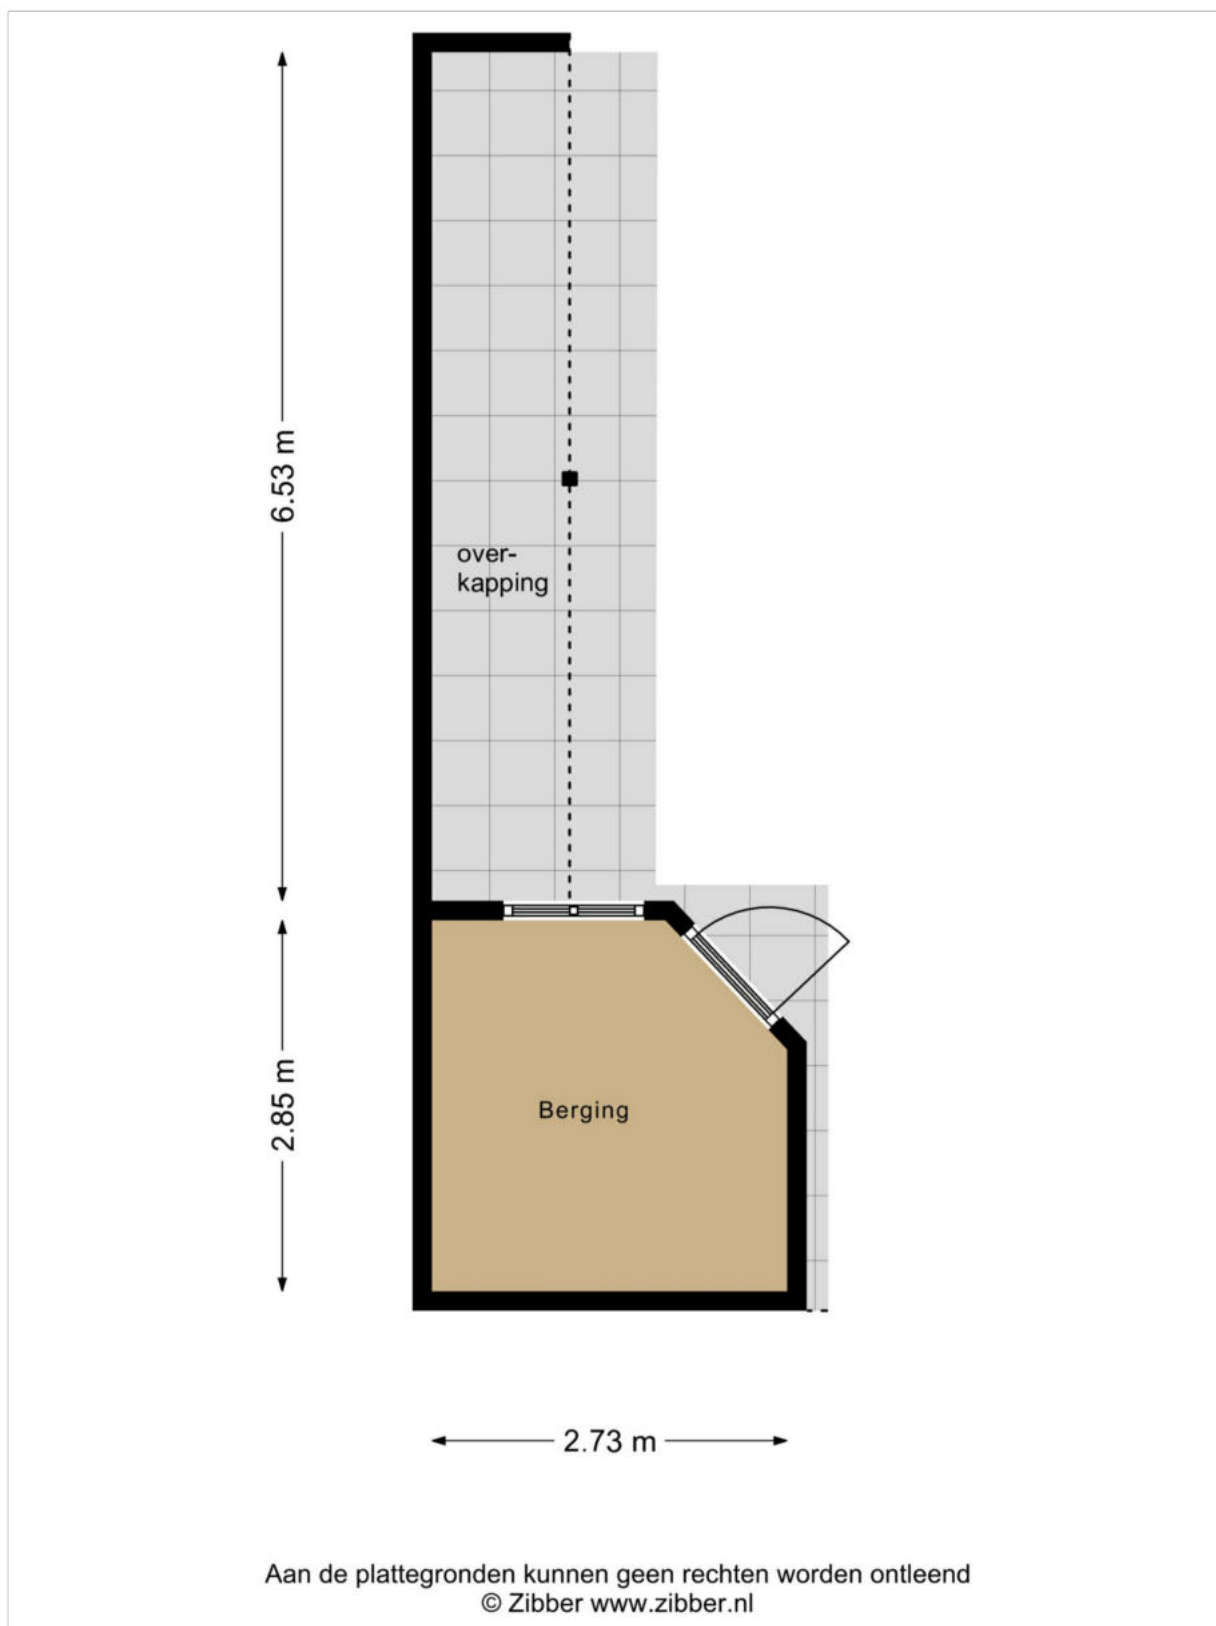 6.53 m
over-
kapping
2.85 m
Berging
2.73 m
Aan de plattegronden kunnen geen rechten worden ontleend
© Zibber www.zibber.nl